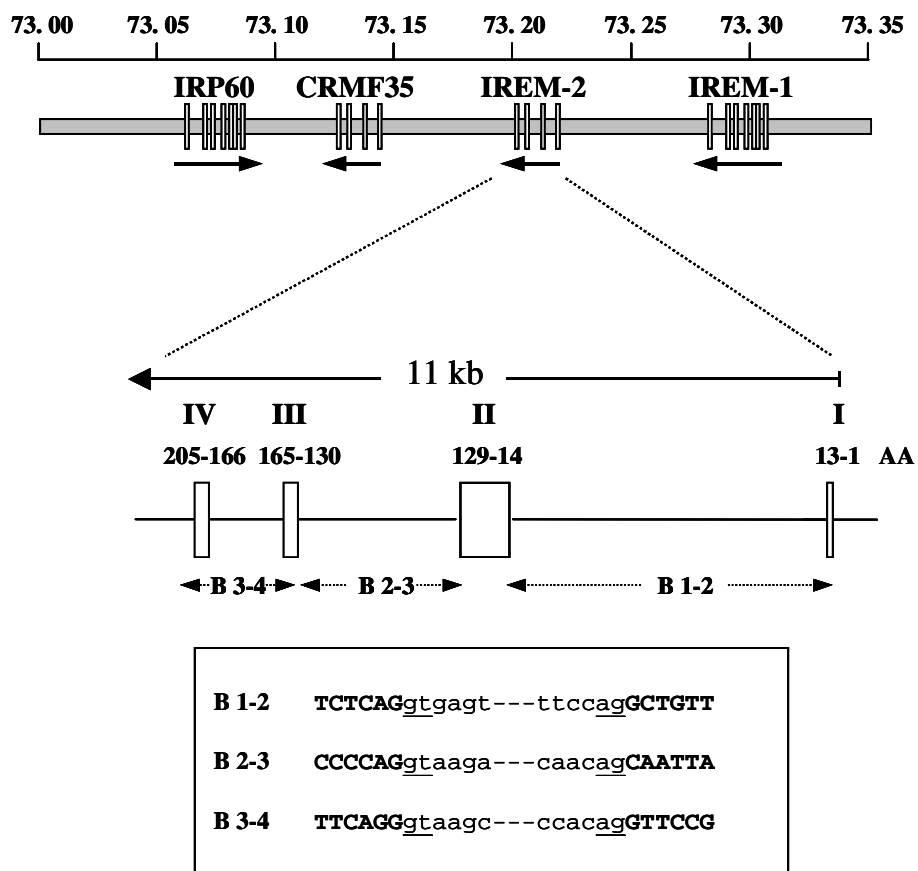 73.00 73.05 73.10 73.15 73.20 73.25 73.30 73.35
IRP60 CRMF35 IREM-2 IREM-1
11 kb
IV III II I
205-166 165-130 129-14 13-1 AA
B 3-4 B 2-3 B 1-2
B 1-2 TCTCAGgtgagt---ttccagGCTGTT
B 2-3 CCCCAGgtaaga---caacagCAATTA
B 3-4 TTCAGGgtaagc---ccacagGTTCCG